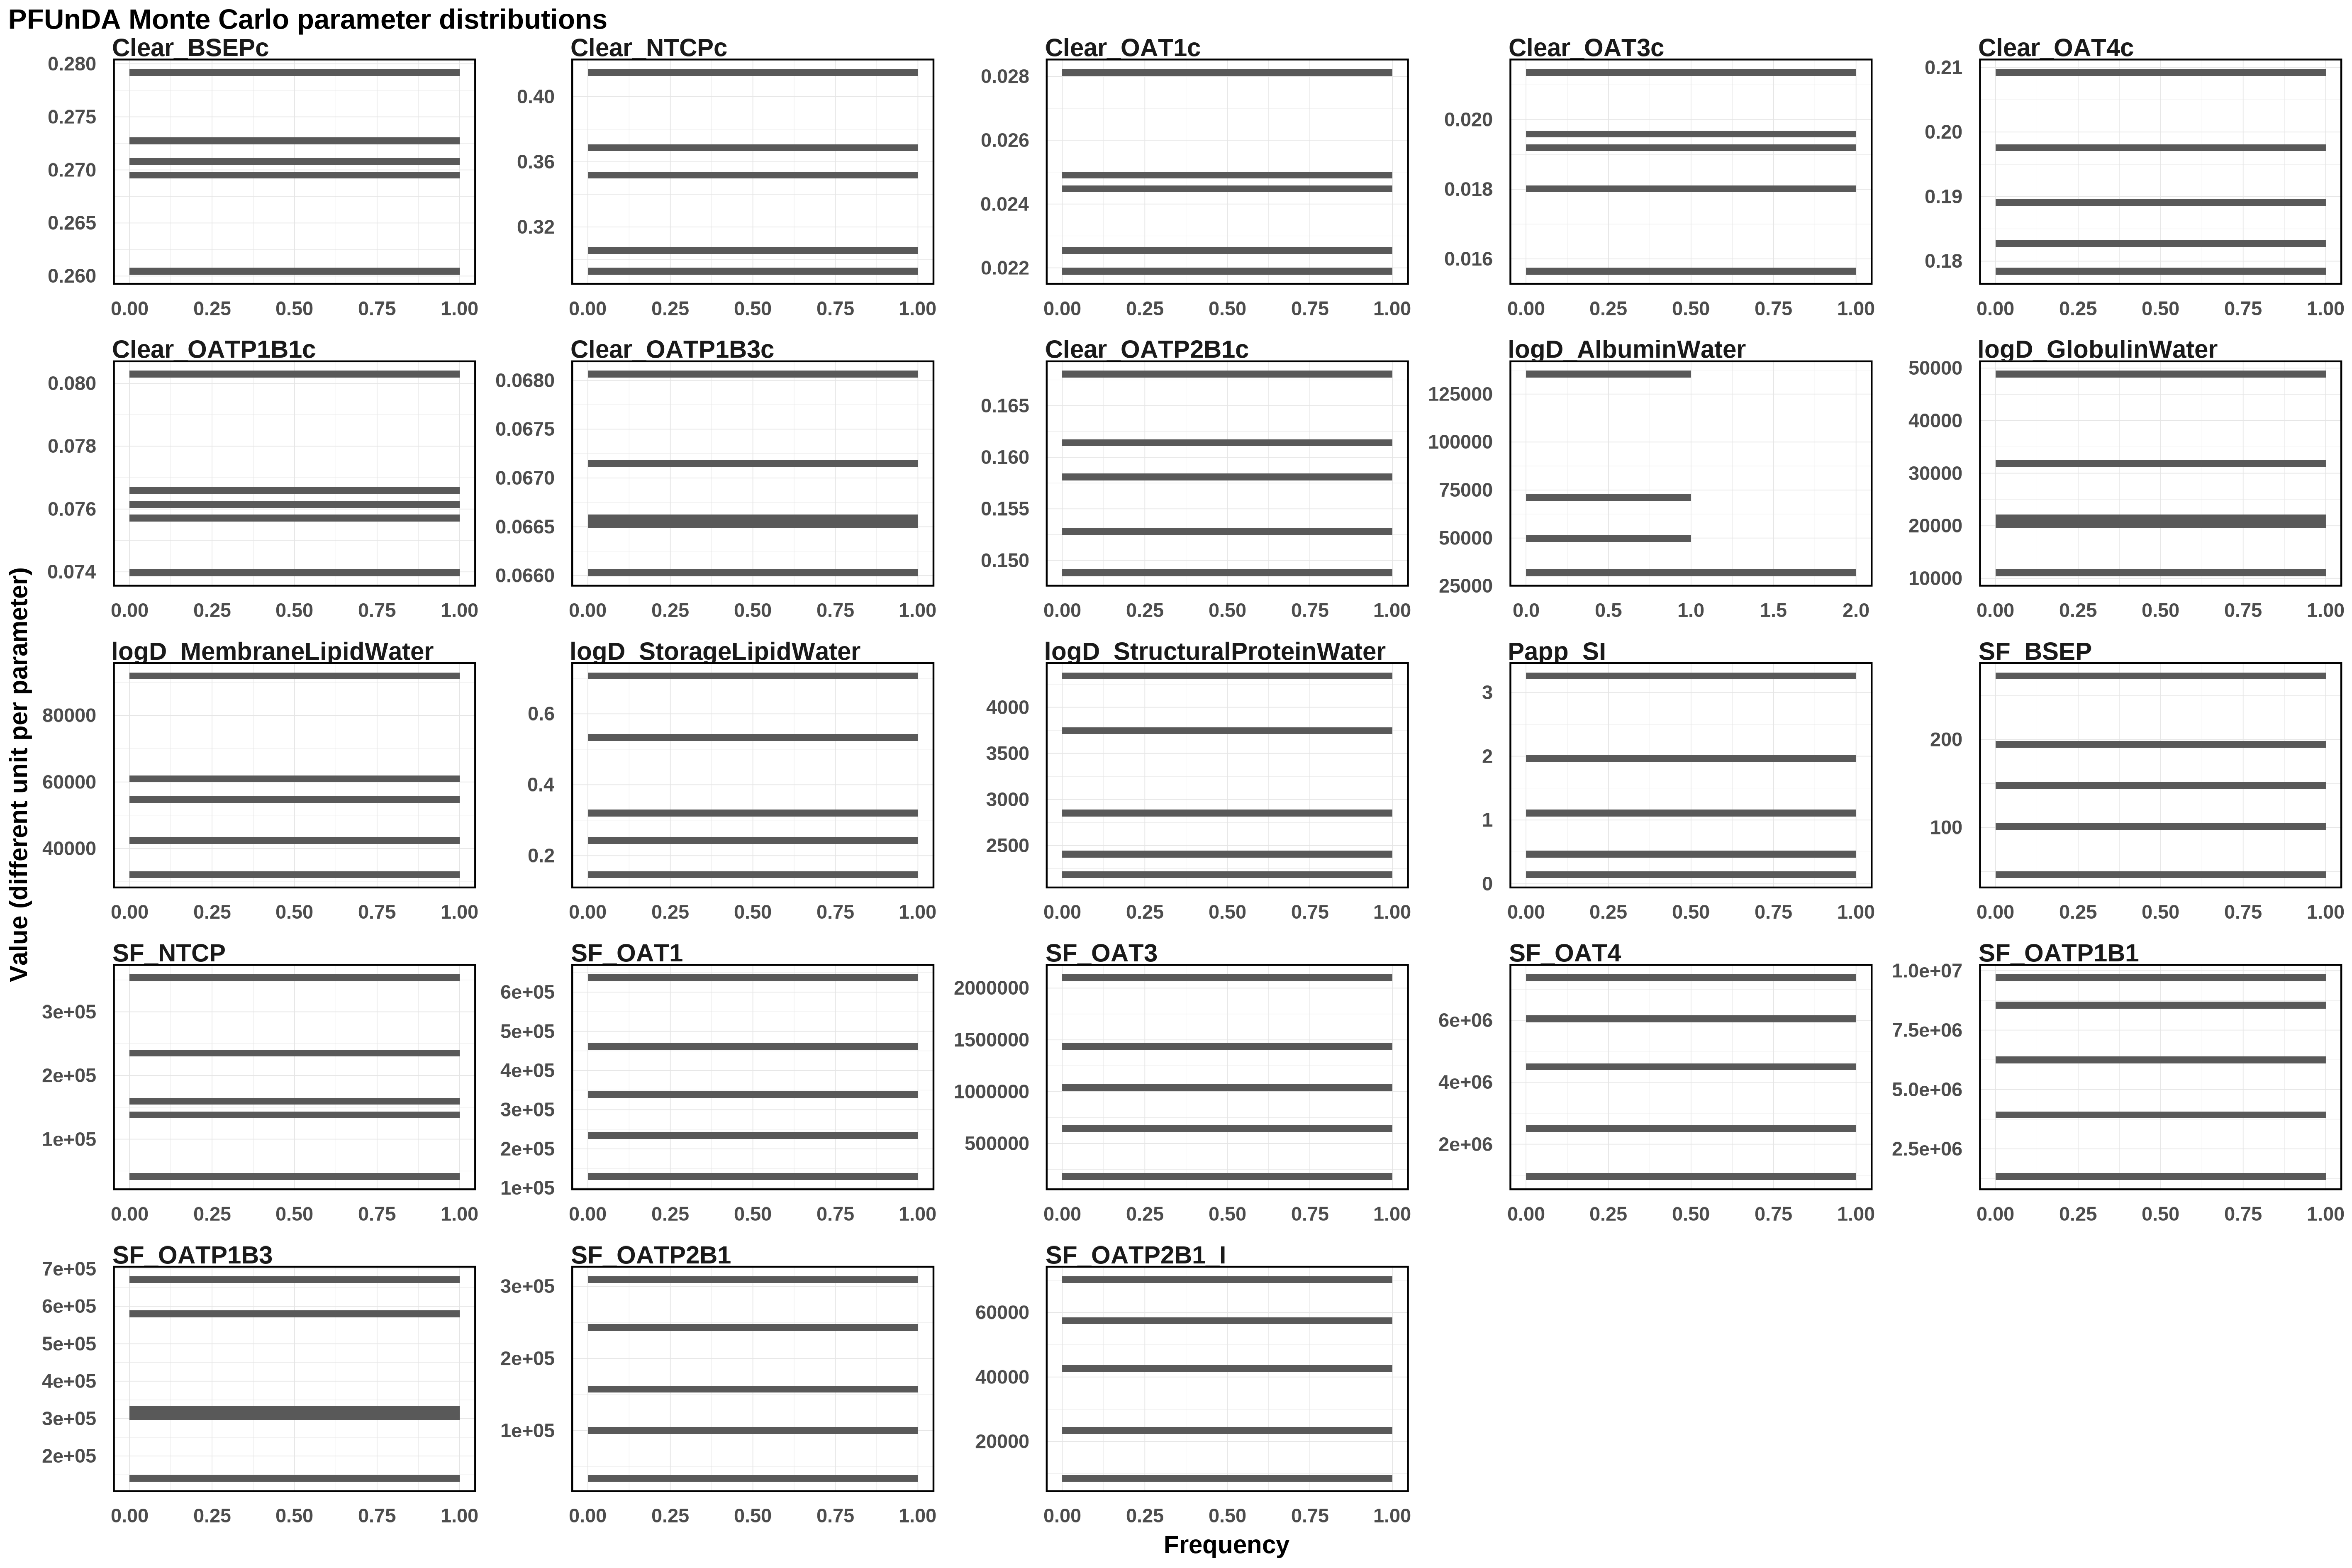 PFUnDA Monte Carlo parameter distributions
Clear_BSEPc Clear_NTCPc Clear_OAT1c Clear_OAT3c Clear_OAT4c
0.280
0.275
0.270
0.265
0.260
0.00 0.25 0.50 0.75 1.00
0.40
0.36
0.32
0.00 0.25 0.50 0.75 1.00
0.028
0.026
0.024
0.022
0.00 0.25 0.50 0.75 1.00
0.020
0.018
0.016
0.00 0.25 0.50 0.75 1.00
0.21
0.20
0.19
0.18
0.00 0.25 0.50 0.75 1.00
Clear_OATP1B1c Clear_OATP1B3c Clear_OATP2B1c logD_AlbuminWater logD_GlobulinWater
0.080
0.078
0.076
0.074
0.00 0.25 0.50 0.75 1.00
0.0680
0.0675
0.0670
0.0665
0.0660
0.00 0.25 0.50 0.75 1.00
0.165
0.160
0.155
0.150
0.00 0.25 0.50 0.75 1.00
125000
100000
75000
50000
25000
0.0 0.5 1.0 1.5 2.0
50000
40000
30000
20000
10000
0.00 0.25 0.50 0.75 1.00
Value (different unit per parameter)
logD_MembraneLipidWater logD_StorageLipidWater logD_StructuralProteinWater Papp_SI SF_BSEP
80000
60000
40000
0.00 0.25 0.50 0.75 1.00
0.6
0.4
0.2
0.00 0.25 0.50 0.75 1.00
4000
3500
3000
2500
0.00 0.25 0.50 0.75 1.00
3
2
1
0
0.00 0.25 0.50 0.75 1.00
200
100
0.00 0.25 0.50 0.75 1.00
SF_NTCP SF_OAT1 SF_OAT3 SF_OAT4 SF_OATP1B1
3e+05
2e+05
1e+05
0.00 0.25 0.50 0.75 1.00
6e+05
5e+05
4e+05
3e+05
2e+05
1e+05
0.00 0.25 0.50 0.75 1.00
2000000
1500000
1000000
500000
0.00 0.25 0.50 0.75 1.00
6e+06
4e+06
2e+06
0.00 0.25 0.50 0.75 1.00
1.0e+07
7.5e+06
5.0e+06
2.5e+06
0.00 0.25 0.50 0.75 1.00
SF_OATP1B3 SF_OATP2B1 SF_OATP2B1_I
7e+05
6e+05
5e+05
4e+05
3e+05
2e+05
0.00 0.25 0.50 0.75 1.00
3e+05
2e+05
1e+05
0.00 0.25 0.50 0.75 1.00
60000
40000
20000
0.00 0.25 0.50 0.75 1.00
Frequency